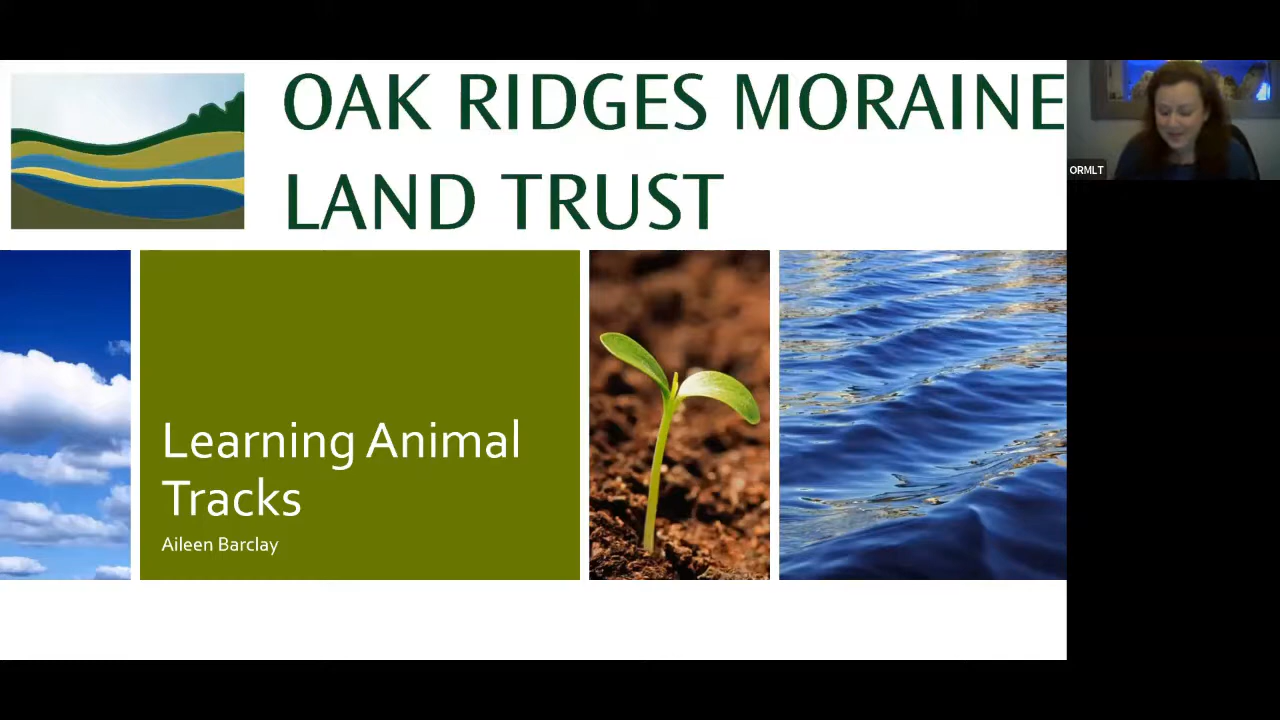 OAK RIDGES MORAINE
LAND TRUST
ORMLT
Learning Animal
Tracks
Aileen Barclay